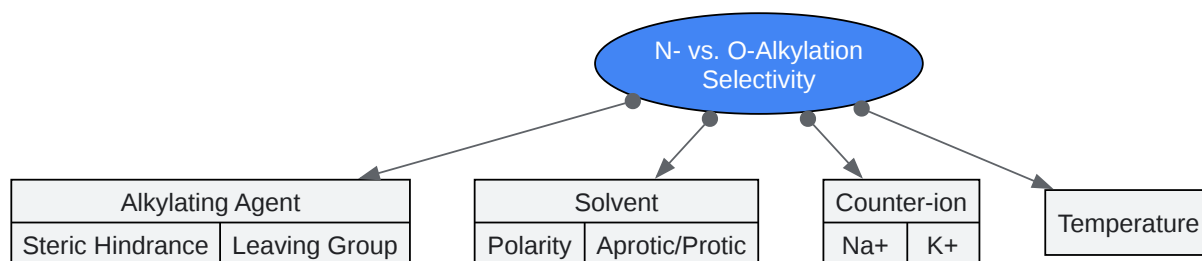 N- vs. O-Alkylation
Selectivity
Alkylating Agent
Steric Hindrance
Leaving Group
Solvent
Polarity
Aprotic/Protic
Counter-ion
Na+
K+
Temperature